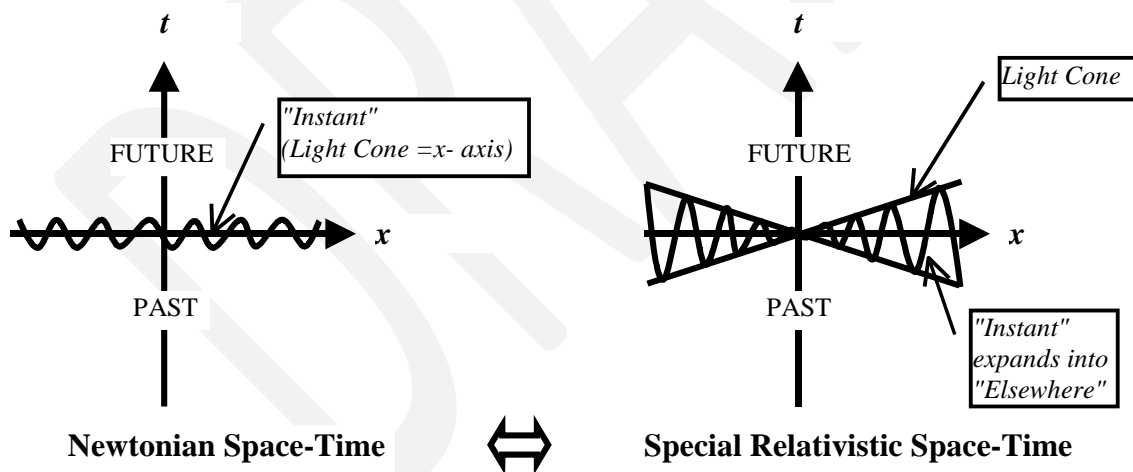 t
"Instant"
(Light Cone =x- axis)
FUTURE
x
PAST
Newtonian Space-Time
t
Light Cone
FUTURE
x
PAST
"Instant"
expands into
"Elsewhere"
Special Relativistic Space-Time